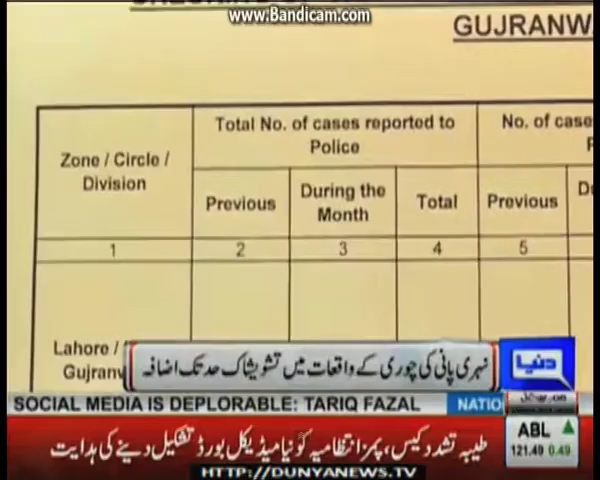 www.Bandicam.com
GUJRANW
Total No. of cases reported to
Police
No. of case
Zone / Circle /
Division
Previous
During the
Month
Total
Previous
1
2
3
4
5
Lahore /
Gujranw
نہری پانی کی چوری کے واقعات میں تشویشناک حد تک اضافہ
دنیا
SOCIAL MEDIA IS DEPLORABLE: TARIQ FAZAL
NATIO
ABL
121.49 0.49
طیبہ تشدد کیس، پمز انتظامیہ کو نیا میڈیکل بورڈ تشکیل دینے کی ہدایت
HTTP://DUNYANEWS.TV